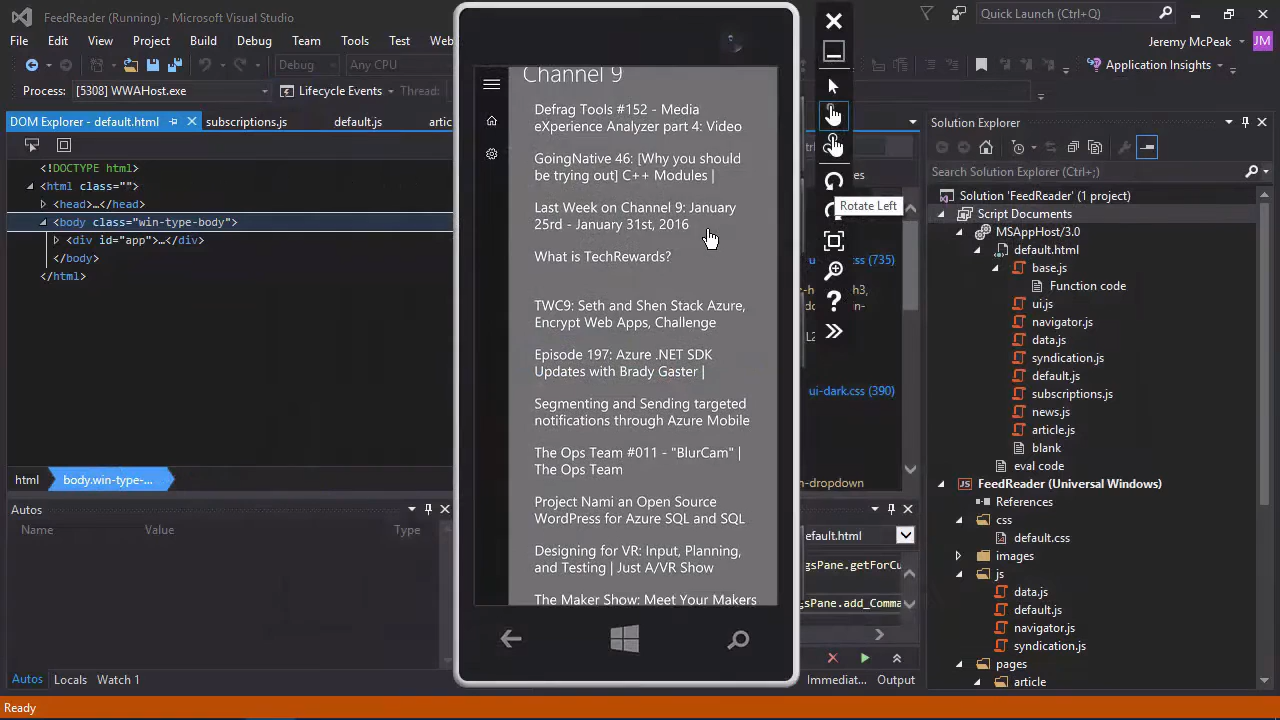 FeedReader (Running) - Microsoft Visual Studio
Quick Launch (Ctrl+Q)
File Edit View Project Build Debug Team Tools Test
Jeremy McPeak JM
Debug Any CPU
Application Insights
Process: [5308] WWAHost.exe Lifecycle Events Thread:
DOM Explorer - default.html subscriptions.js default.js
Solution Explorer
<!DOCTYPE html>
<html class="">
<head>…</head>
<body class="win-type-body">
<div id="app">…</div>
</body>
</html>
html body.win-type-...
Autos
Name Value Type
Autos Locals Watch 1
Ready
Channel 9
Defrag Tools #152 - Media
eXperience Analyzer part 4: Video
GoingNative 46: [Why you should
be trying out] C++ Modules |
Last Week on Channel 9: January
25rd - January 31st, 2016
What is TechRewards?
TWC9: Seth and Shen Stack Azure,
Encrypt Web Apps, Challenge
Episode 197: Azure .NET SDK
Updates with Brady Gaster |
Segmenting and Sending targeted
notifications through Azure Mobile
The Ops Team #011 - "BlurCam" |
The Ops Team
Project Nami an Open Source
WordPress for Azure SQL and SQL
Designing for VR: Input, Planning,
and Testing | Just A/VR Show
The Maker Show: Meet Your Makers
Rotate Left
.css (735)
ui-dark.css (390)
Immediat... Output
Search Solution Explorer (Ctrl+;)
Solution 'FeedReader' (1 project)
Script Documents
MSAppHost/3.0
default.html
base.js
Function code
ui.js
navigator.js
data.js
syndication.js
default.js
subscriptions.js
news.js
article.js
blank
eval code
FeedReader (Universal Windows)
References
css
default.css
images
js
data.js
default.js
navigator.js
syndication.js
pages
article